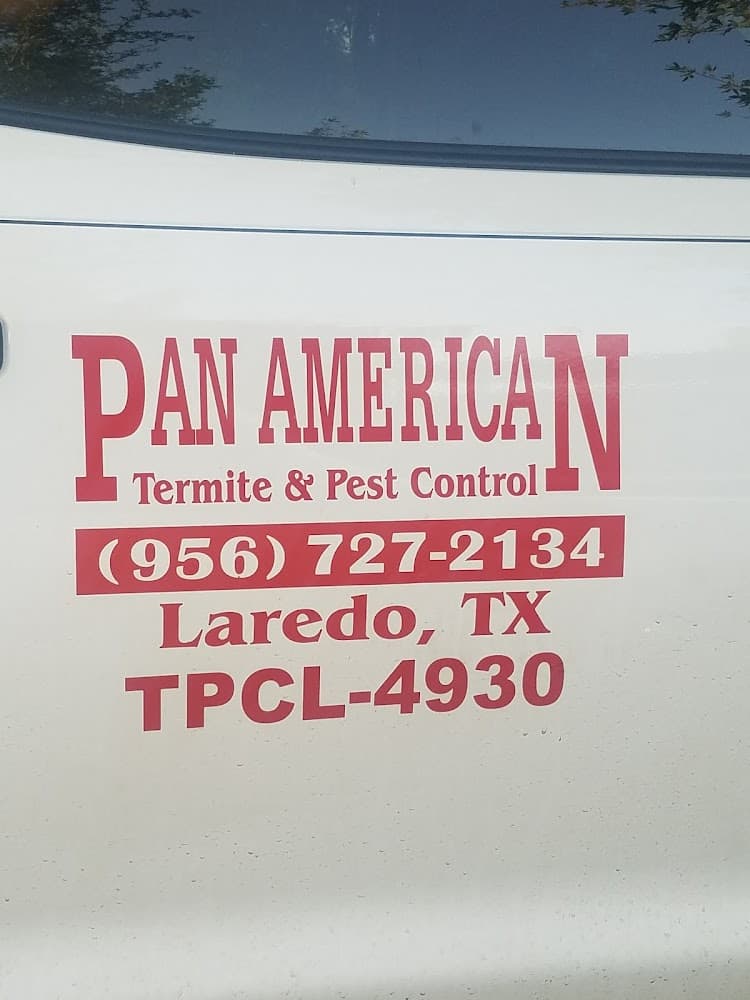 PAN AMERICAN
Termite & Pest Control
(956) 727-2134
Laredo, TX
TPCL-4930